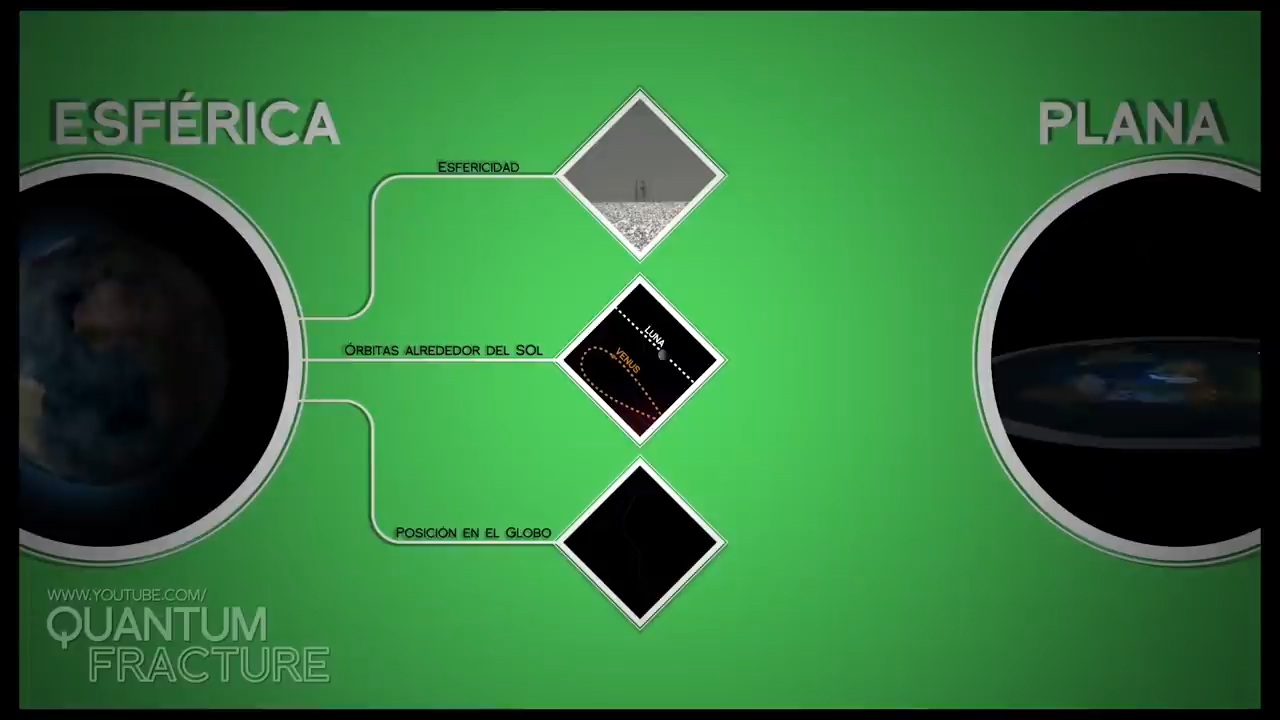 ESFÉRICA
PLANA
ESFERICIDAD
LUNA
VENUS
ÓRBITAS ALREDEDOR DEL SOL
POSICIÓN EN EL GLOBO
WWW.YOUTUBE.COM/
QUANTUM
FRACTURE